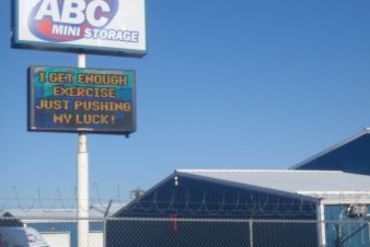 ABC
MINI STORAGE
I GET ENOUGH
EXERCISE
JUST PUSHING
MY LUCK!